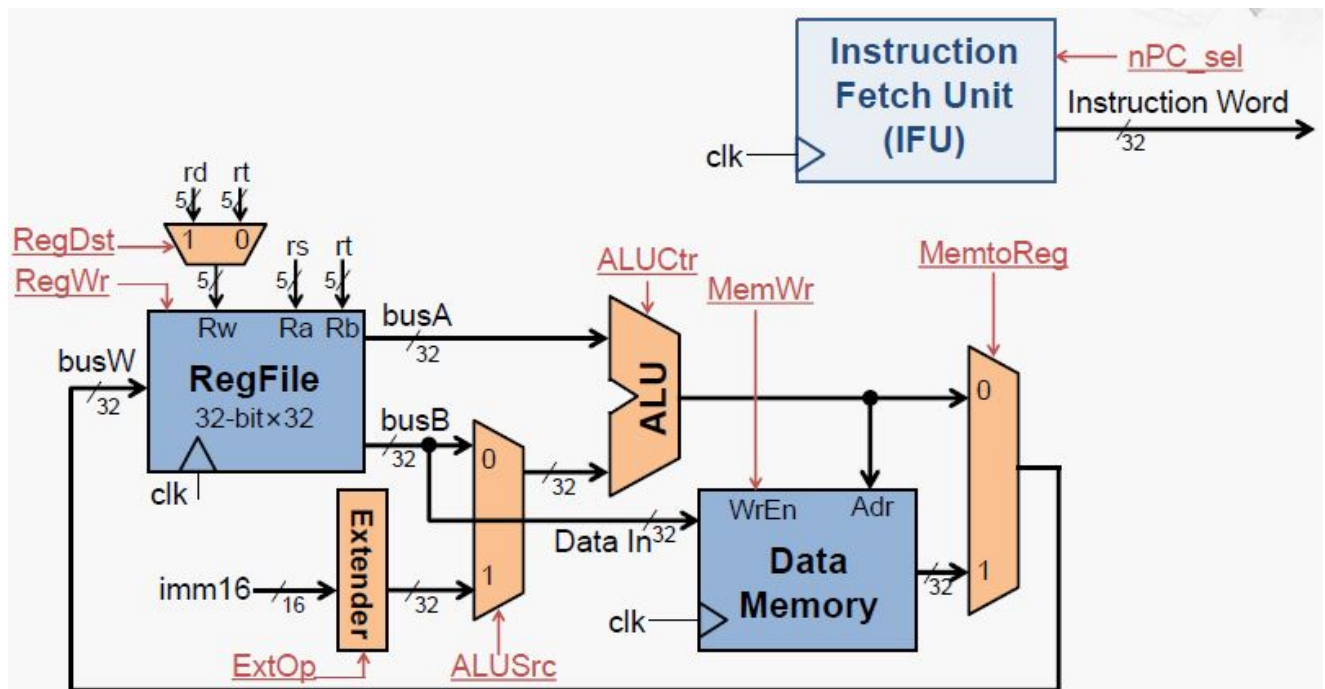 Instruction
Fetch Unit
(IFU)
nPC_sel
Instruction Word
32
clk
rd rt
5 5
1 0
RegDst
RegWr
rs rt
5 5 5
Rw Ra Rb
RegFile
32-bit×32
clk
busW
32
busA
32
busB
32
ALUCtr
ALU
MemWr
MemtoReg
0
1
0
1
32
Data In
32
WrEn Adr
Data
Memory
clk
32
imm16
16
Extender
32
ExtOp
ALUSrc